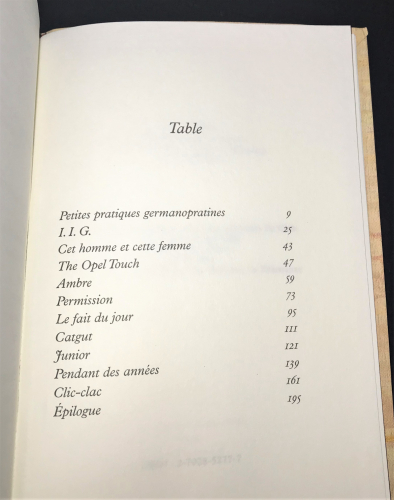 Table
Petites pratiques germanopratines 9
I. I. G. 25
Cet homme et cette femme 43
The Opel Touch 47
Ambre 59
Permission 73
Le fait du jour 95
Catgut 111
Junior 121
Pendant des années 139
Clic-clac 161
Épilogue 195